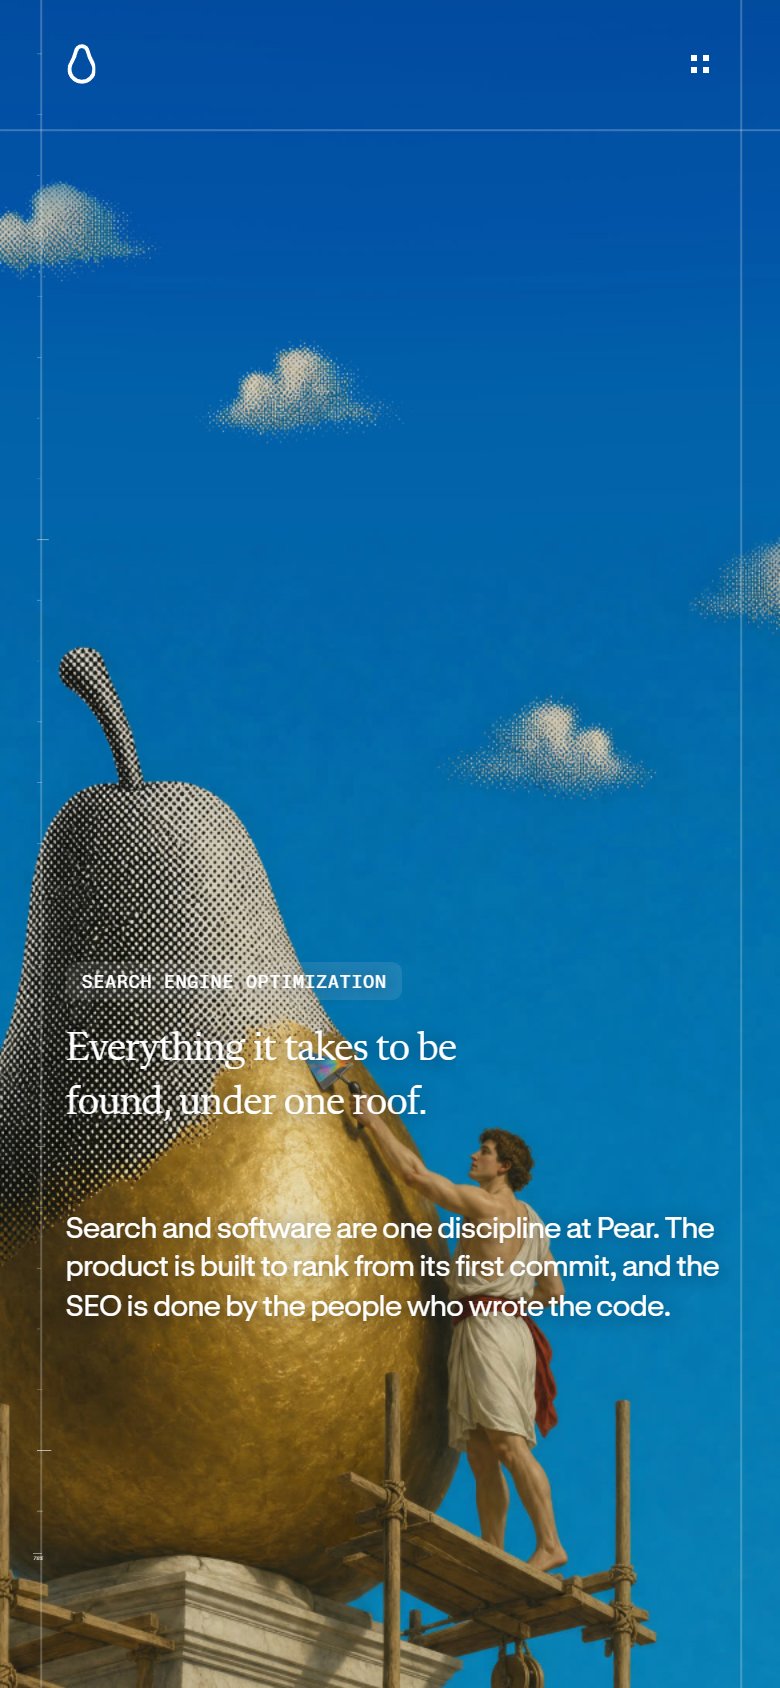 SEARCH ENGINE OPTIMIZATION
Everything it takes to be
found, under one roof.
Search and software are one discipline at Pear. The
product is built to rank from its first commit, and the
SEO is done by the people who wrote the code.